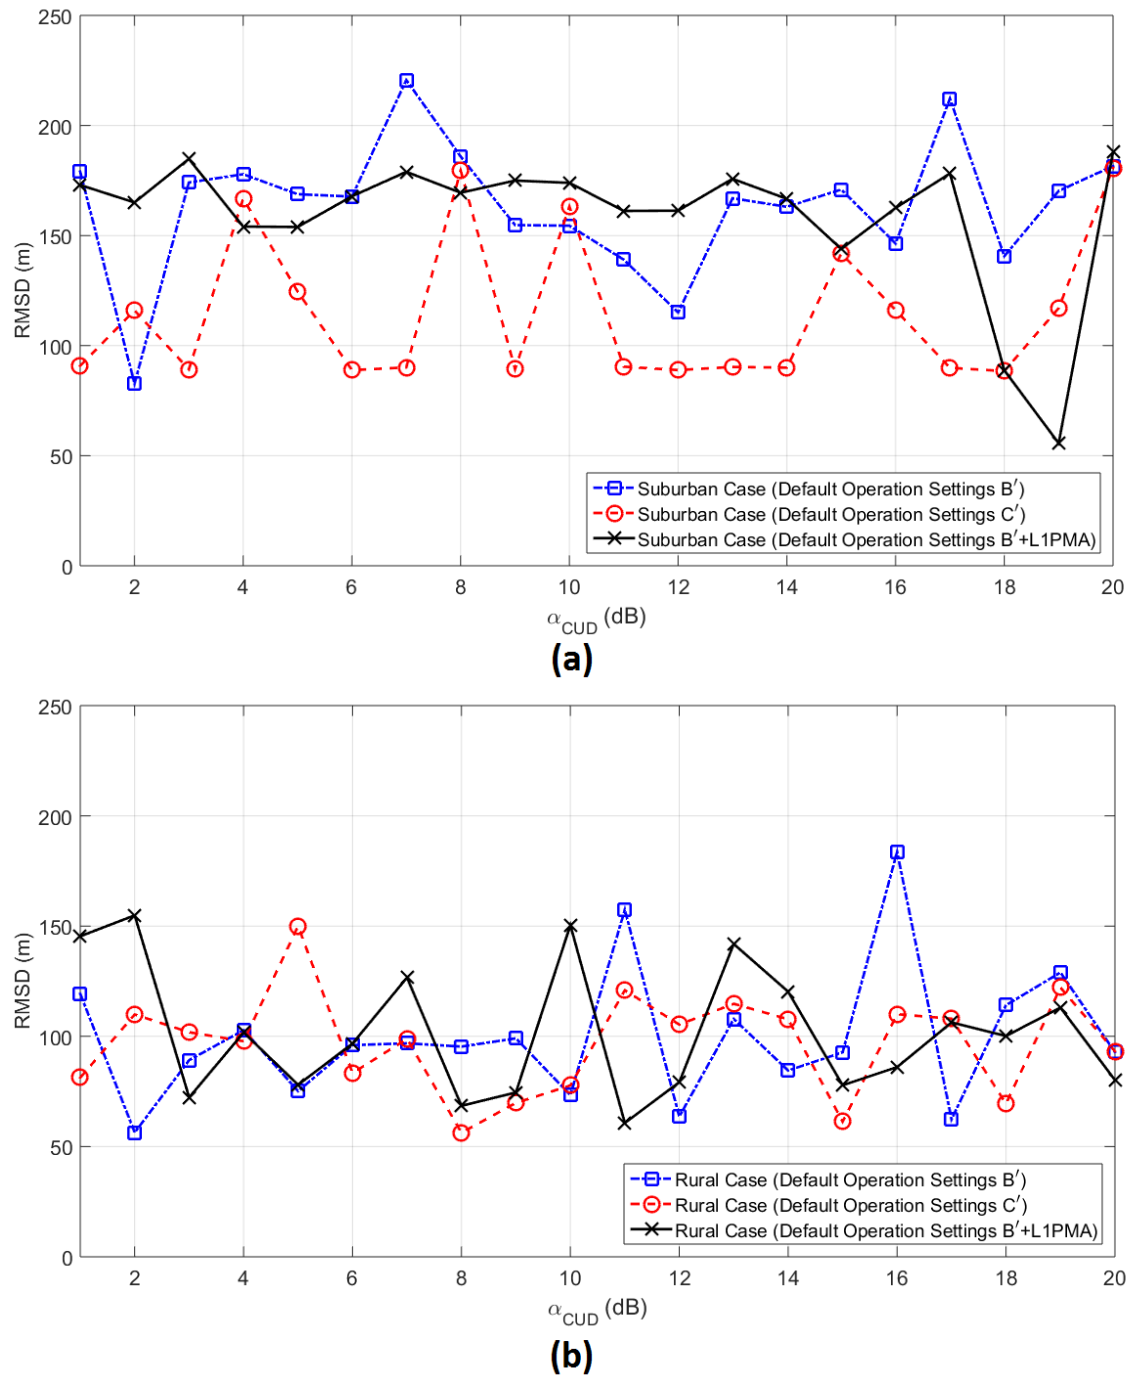 250
200
150
100
50
0
RMSD (m)
Suburban Case (Default Operation Settings B′)
Suburban Case (Default Operation Settings C′)
Suburban Case (Default Operation Settings B′+L1PMA)
2 4 6 8 10 12 14 16 18 20
αCUD (dB)
(a)
250
200
150
100
50
0
RMSD (m)
Rural Case (Default Operation Settings B′)
Rural Case (Default Operation Settings C′)
Rural Case (Default Operation Settings B′+L1PMA)
2 4 6 8 10 12 14 16 18 20
αCUD (dB)
(b)